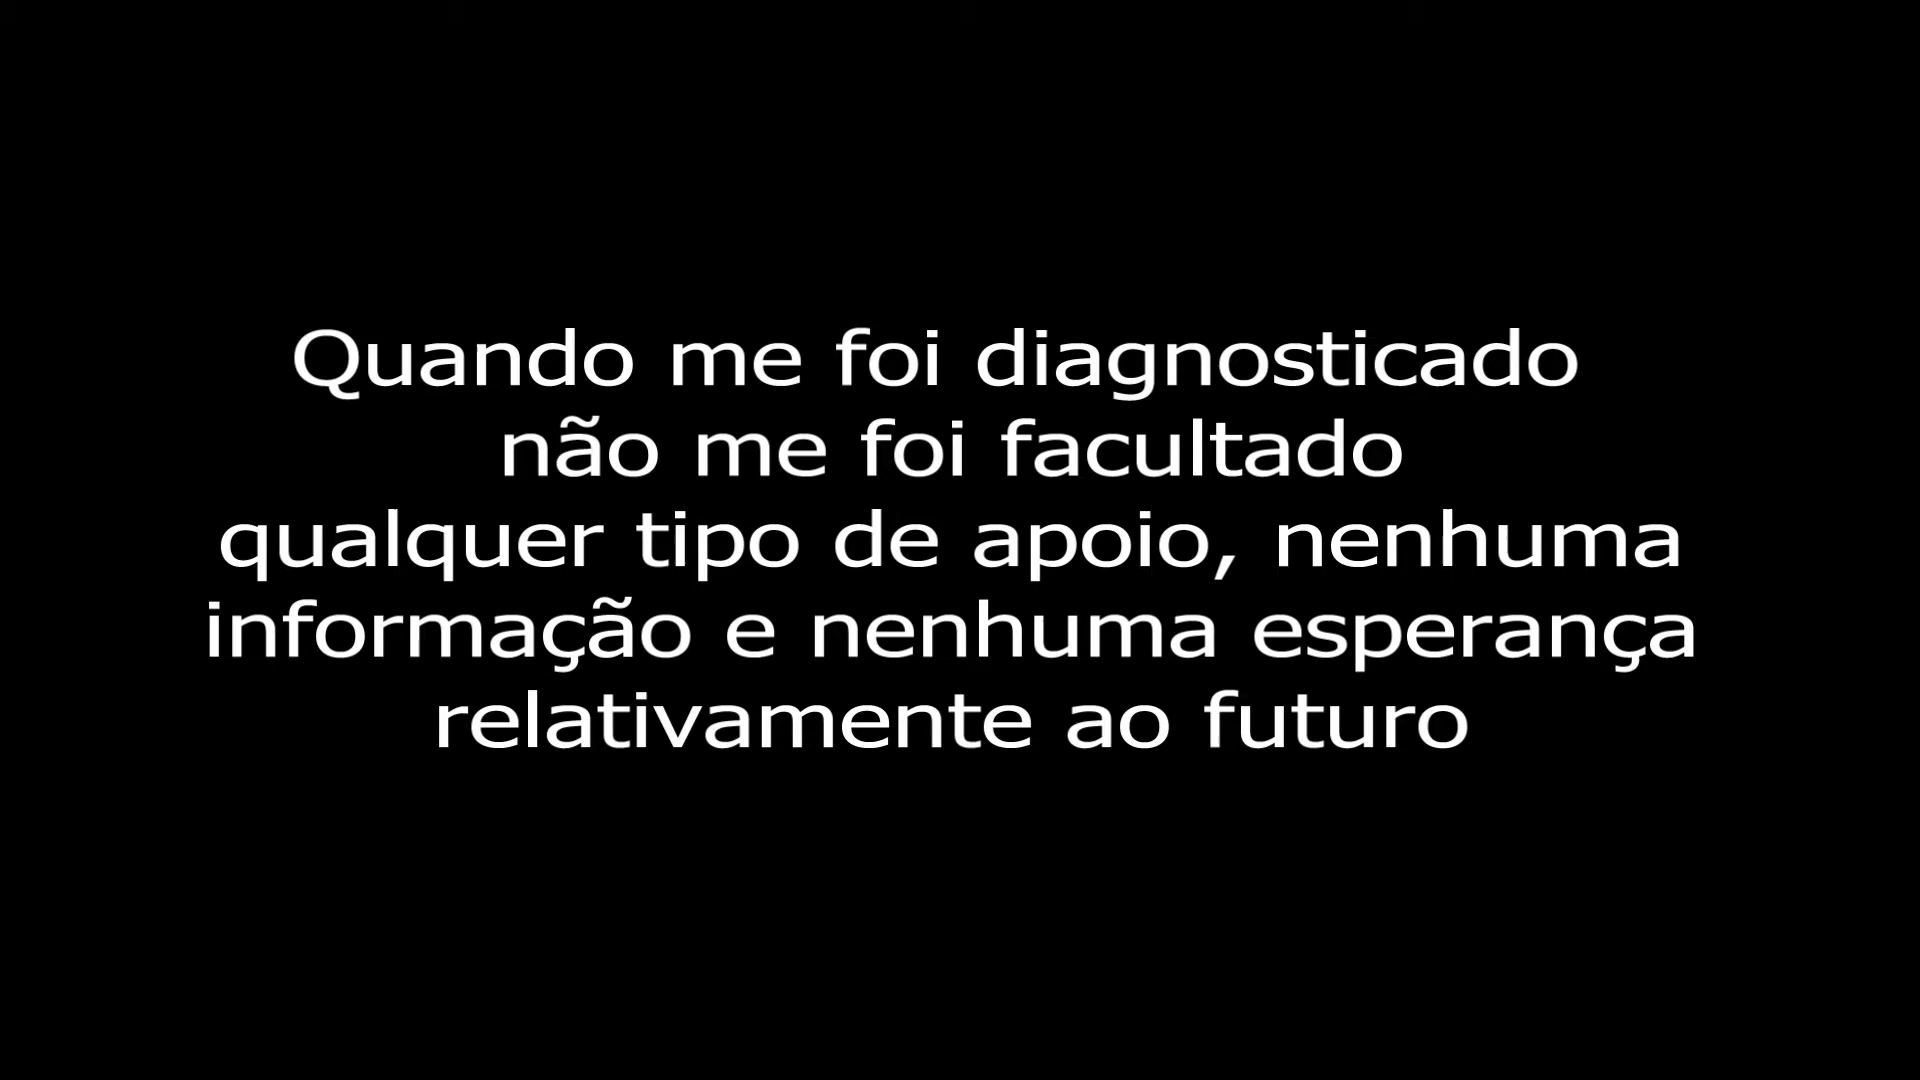 Quando me foi diagnosticado
não me foi facultado
qualquer tipo de apoio, nenhuma
informação e nenhuma esperança
relativamente ao futuro